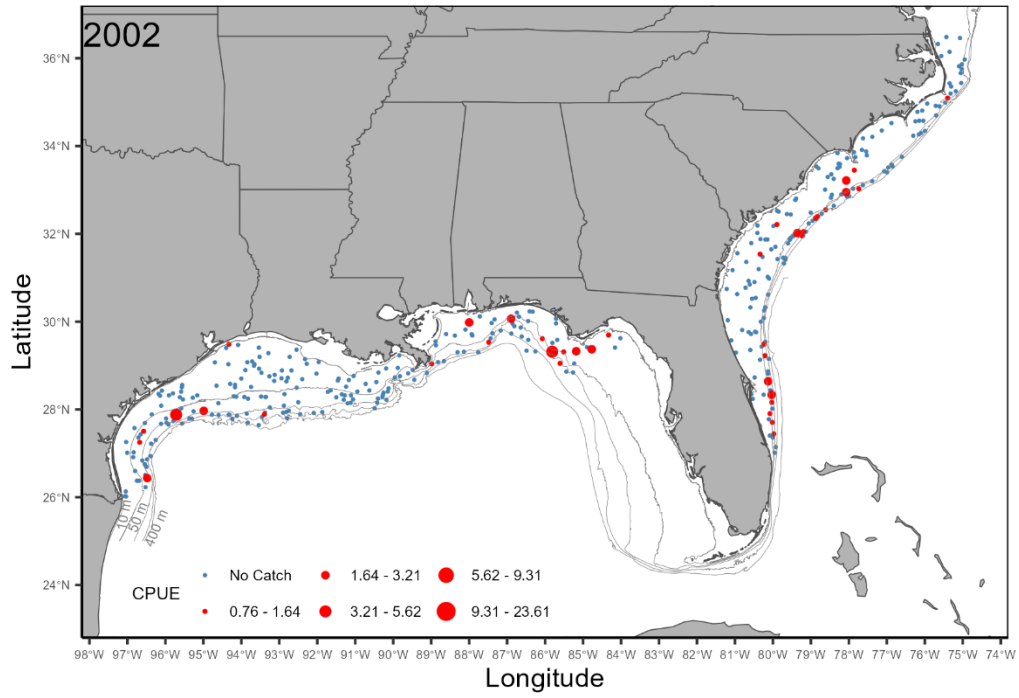 2002
36°N
34°N
32°N
30°N
28°N
26°N
24°N
Latitude
10 m
50 m
400 m
CPUE
No Catch
1.64 - 3.21
5.62 - 9.31
0.76 - 1.64
3.21 - 5.62
9.31 - 23.61
98°W 97°W 96°W 95°W 94°W 93°W 92°W 91°W 90°W 89°W 88°W 87°W 86°W 85°W 84°W 83°W 82°W 81°W 80°W 79°W 78°W 77°W 76°W 75°W 74°W
Longitude